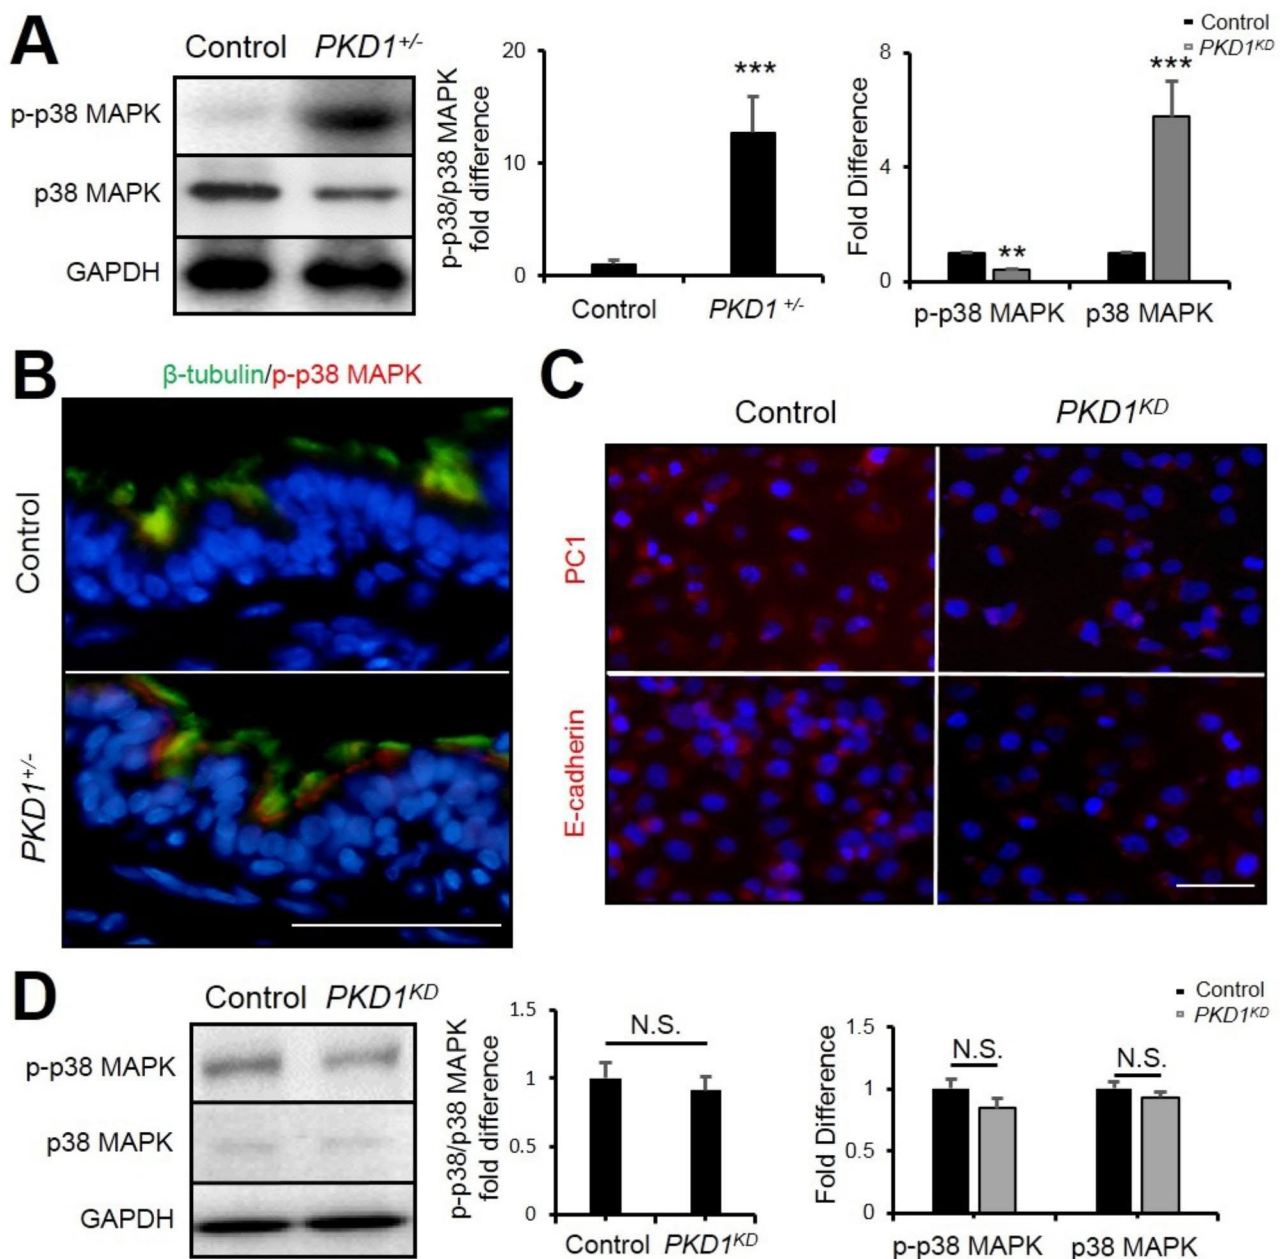 A
Control PKD1+/-
p-p38 MAPK
p38 MAPK
GAPDH
p-p38/p38 MAPK
fold difference
20
10
0
***
Control PKD1 +/-
Control
PKD1KD
Fold Difference
8
4
0
**
***
p-p38 MAPK p38 MAPK
B
β-tubulin/p-p38 MAPK
Control
PKD1+/-
C
Control PKD1KD
PC1
E-cadherin
D
Control PKD1KD
p-p38 MAPK
p38 MAPK
GAPDH
p-p38/p38 MAPK
fold difference
1.5
1
0.5
0
N.S.
Control PKD1KD
Control
PKD1KD
Fold Difference
1.5
1
0.5
0
N.S. N.S.
p-p38 MAPK p38 MAPK